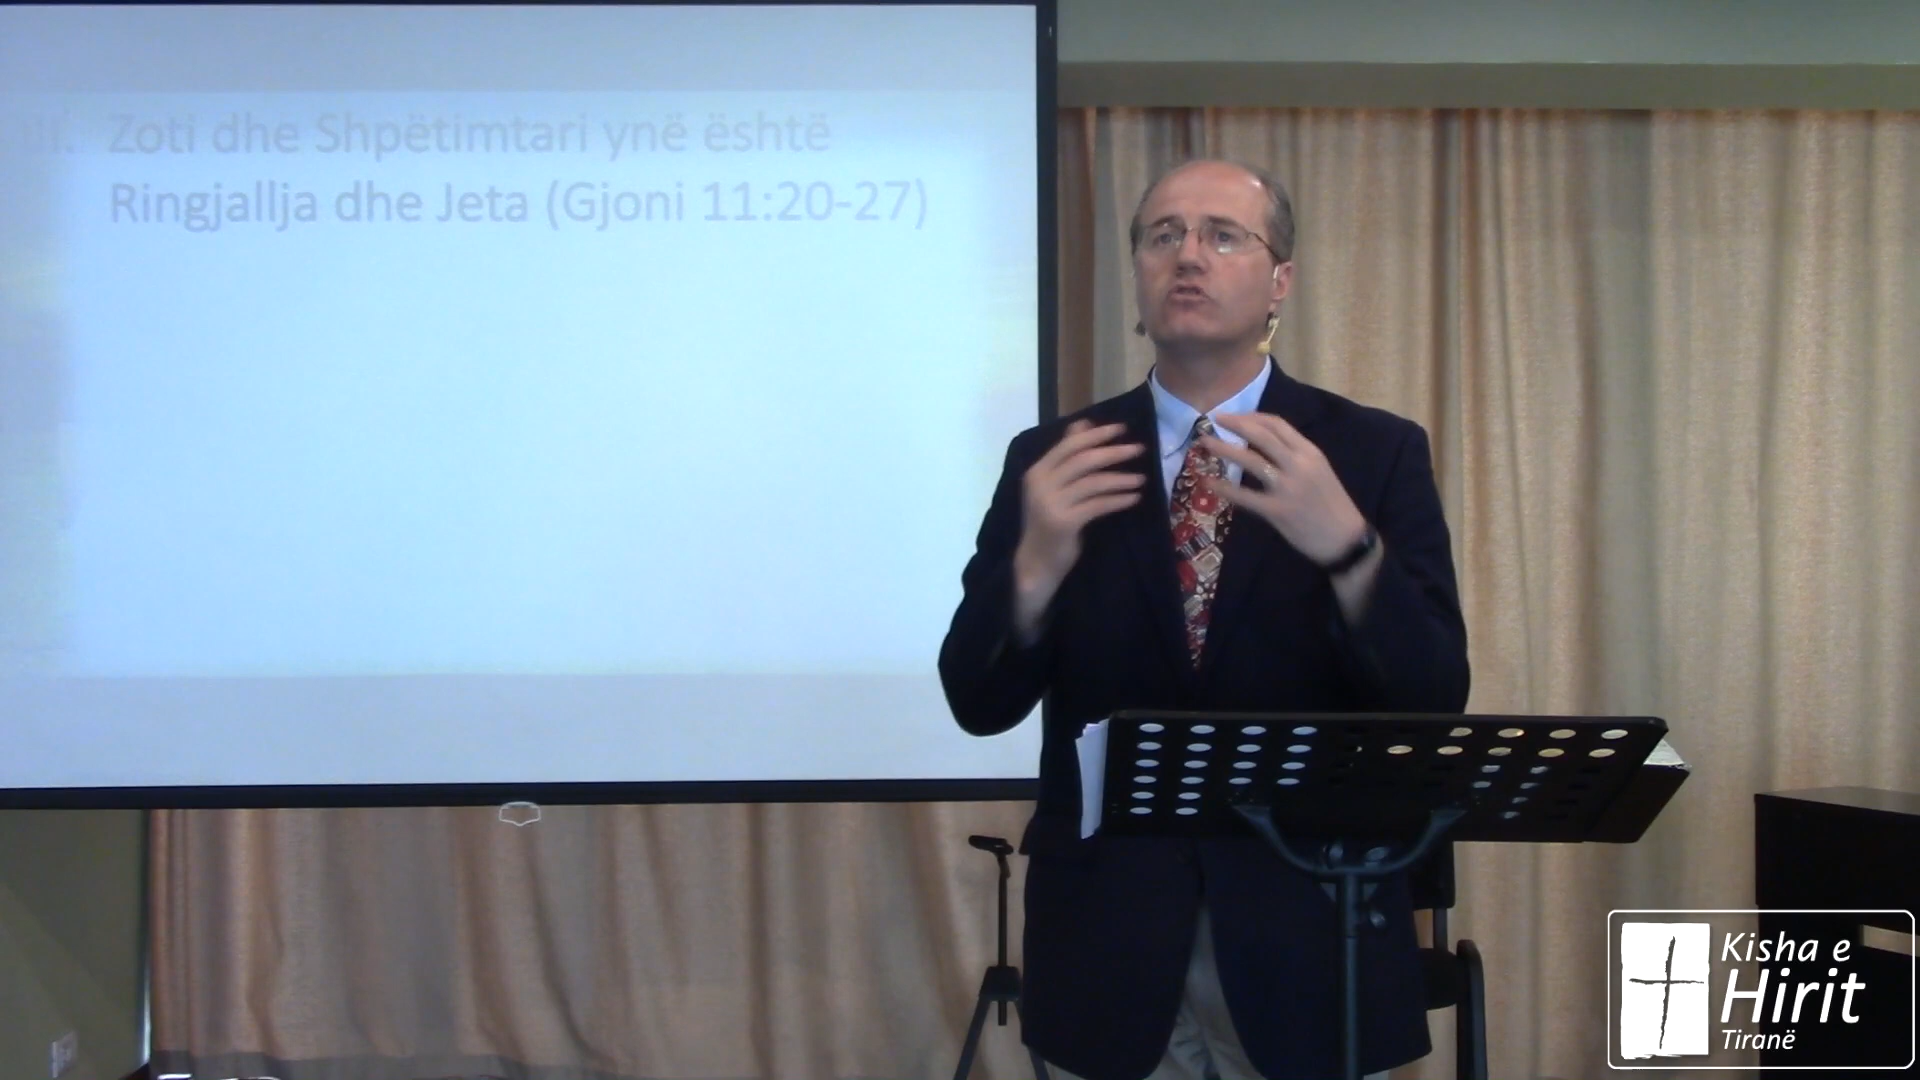 Zoti dhe Shpëtimtari ynë është
Ringjallja dhe Jeta (Gjoni 11:20-27)
Kisha e
Hirit
Tiranë